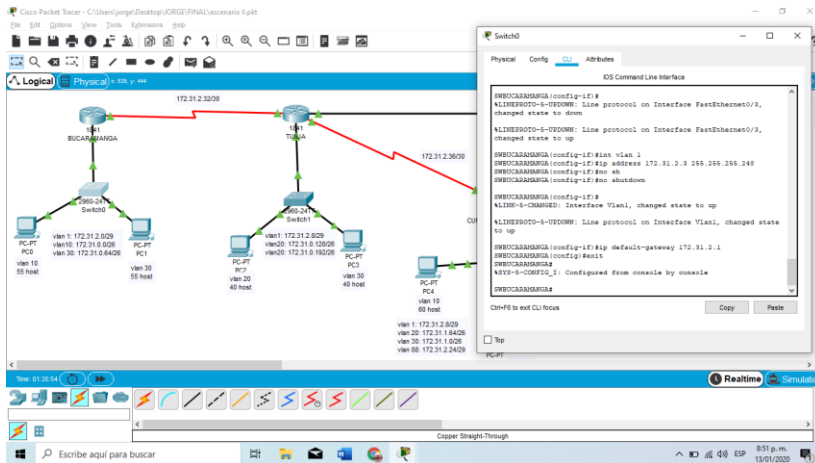 Cisco Packet Tracer - C:\Users\jorge\Desktop\JORGE\FINAL\escenario II.pkt
File Edit Options View Tools Extensions Help
Logical
Physical
x: 639, y: 444
172.31.2.32/30
1841
BUCARAMANGA
1841
TUNJA
172.31.2.36/30
2960-24TT
Switch0
2960-24TT
Switch1
CU
PC-PT
PC0
vlan 10
55 host
vlan 1: 172.31.2.0/29
vlan10: 172.31.0.0/26
vlan 30: 172.31.0.64/26
PC-PT
PC1
vlan 30
55 host
PC-PT
PC2
vlan 20
40 host
vlan1: 172.31.2.8/29
vlan20: 172.31.0.128/26
vlan20: 172.31.0.192/26
PC-PT
PC3
vlan 30
40 host
PC-PT
PC4
vlan 10
60 host
vlan 1: 172.31.2.8/29
vlan 20: 172.31.1.64/26
vlan 30: 172.31.1.0/26
vlan 88: 172.31.2.24/29
PC-PT
Switch0
Physical Config CLI Attributes
IOS Command Line Interface
SWBUCARAMANGA(config-if)#
%LINEPROTO-5-UPDOWN: Line protocol on Interface FastEthernet0/3,
changed state to down
%LINEPROTO-5-UPDOWN: Line protocol on Interface FastEthernet0/3,
changed state to up
SWBUCARAMANGA(config-if)#int vlan 1
SWBUCARAMANGA(config-if)#ip address 172.31.2.3 255.255.255.248
SWBUCARAMANGA(config-if)#no sh
SWBUCARAMANGA(config-if)#no shutdown
SWBUCARAMANGA(config-if)#
%LINK-5-CHANGED: Interface Vlan1, changed state to up
%LINEPROTO-5-UPDOWN: Line protocol on Interface Vlan1, changed state
to up
SWBUCARAMANGA(config-if)#ip default-gateway 172.31.2.1
SWBUCARAMANGA(config)#exit
SWBUCARAMANGA#
%SYS-5-CONFIG_I: Configured from console by console
SWBUCARAMANGA#
Ctrl+F6 to exit CLI focus
Copy
Paste
Top
Time: 01:35:54
Realtime
Simulati
Copper Straight-Through
Escribe aquí para buscar
ESP
8:51 p. m.
13/01/2020